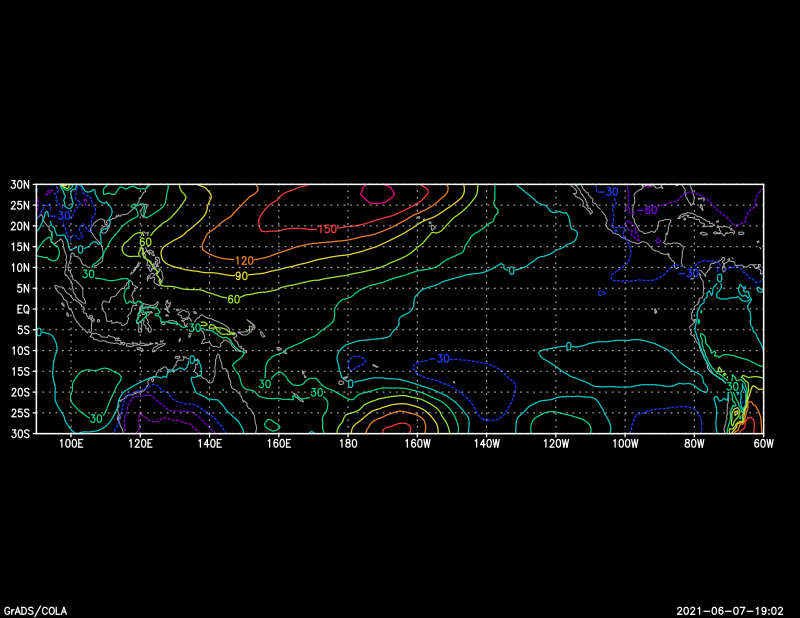 30N
25N
20N
15N
10N
5N
EQ
5S
10S
15S
20S
25S
30S
100E 120E 140E 160E 180 160W 140W 120W 100W 80W 60W
-30 -30
-60
60 150
0 120
30 90 0 -30
0
60
0 30
-30 0
30 30 0 30
30
GrADS/COLA 2021-06-07-19:02